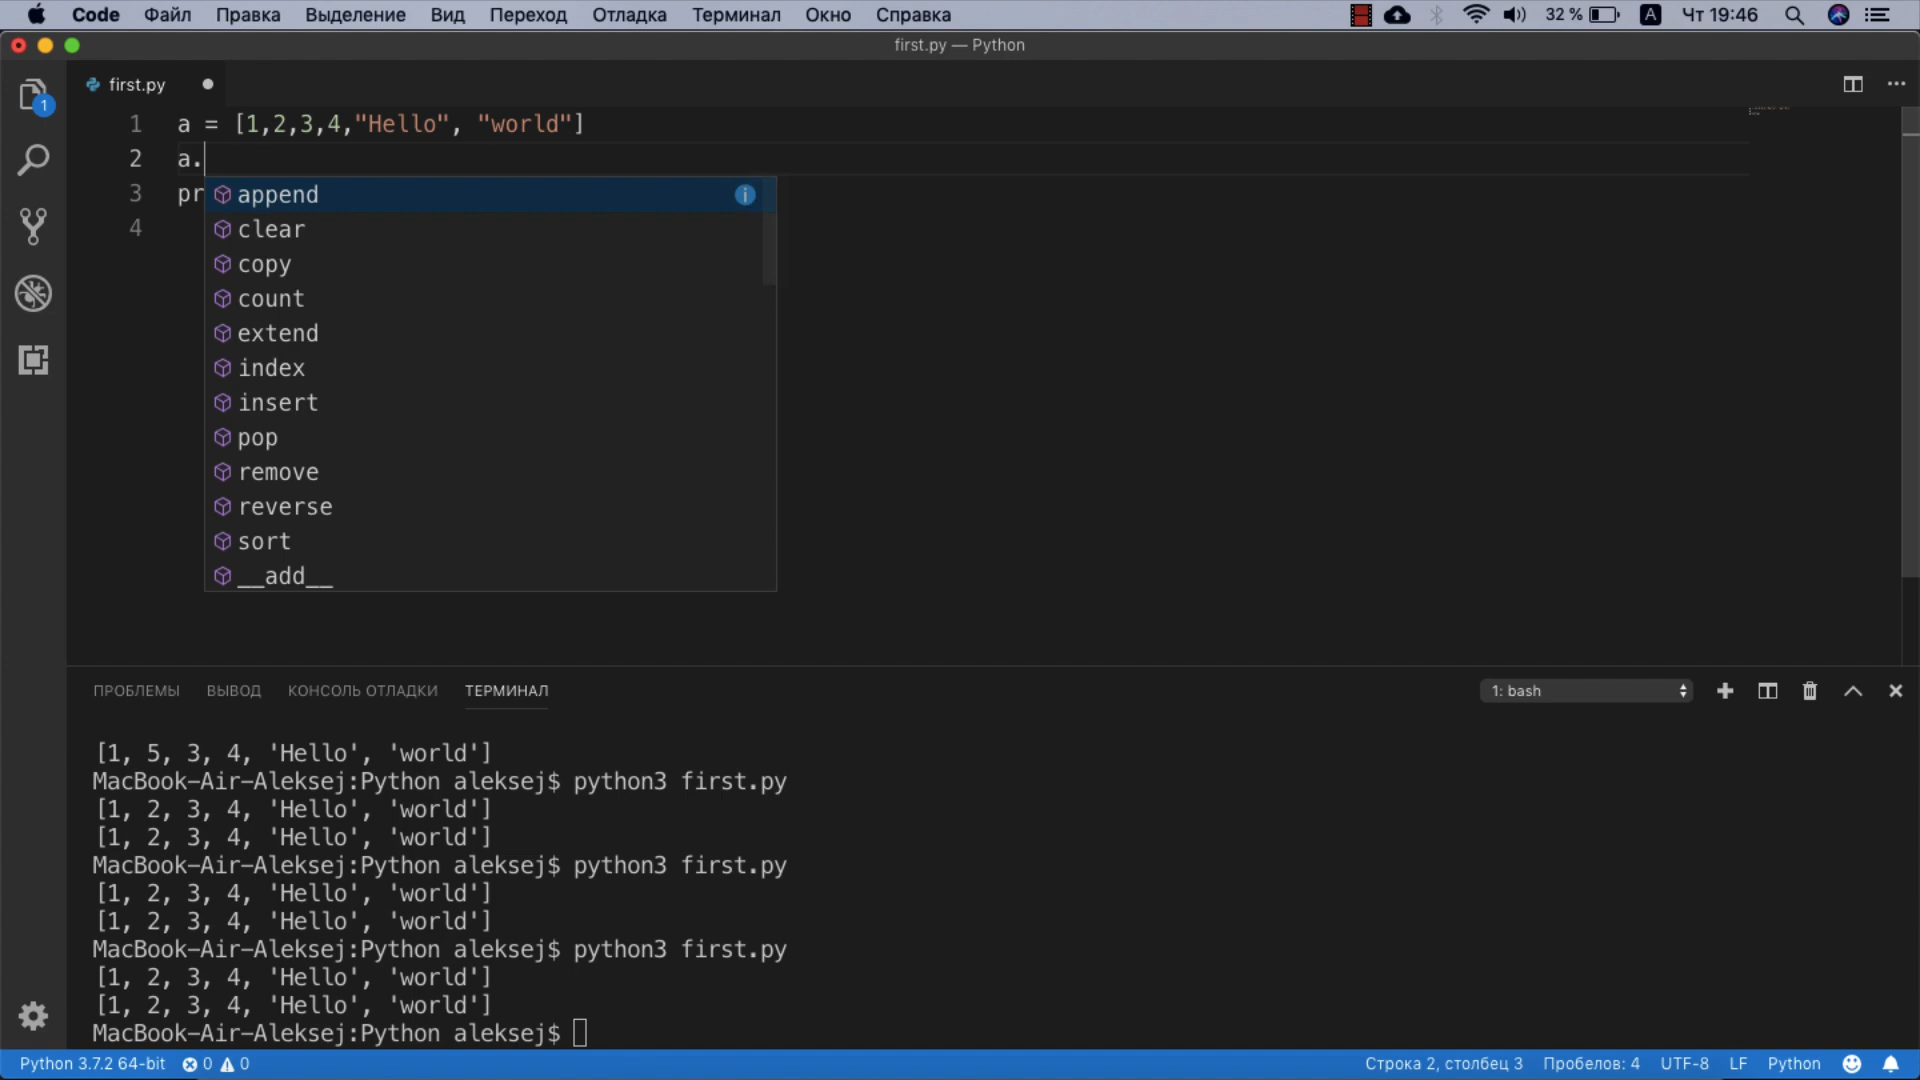 Code Файл Правка Выделение Вид Переход Отладка Терминал Окно Справка 32 % A Чт 19:46
first.py — Python
1 first.py
1 a = [1,2,3,4,"Hello", "world"]
2 a.
3 pr
append
4
clear
copy
count
extend
index
insert
pop
remove
reverse
sort
__add__
ПРОБЛЕМЫ ВЫВОД КОНСОЛЬ ОТЛАДКИ ТЕРМИНАЛ 1: bash
[1, 5, 3, 4, 'Hello', 'world']
MacBook-Air-Aleksej:Python aleksej$ python3 first.py
[1, 2, 3, 4, 'Hello', 'world']
[1, 2, 3, 4, 'Hello', 'world']
MacBook-Air-Aleksej:Python aleksej$ python3 first.py
[1, 2, 3, 4, 'Hello', 'world']
[1, 2, 3, 4, 'Hello', 'world']
MacBook-Air-Aleksej:Python aleksej$ python3 first.py
[1, 2, 3, 4, 'Hello', 'world']
[1, 2, 3, 4, 'Hello', 'world']
MacBook-Air-Aleksej:Python aleksej$
Python 3.7.2 64-bit 0 0 Строка 2, столбец 3 Пробелов: 4 UTF-8 LF Python